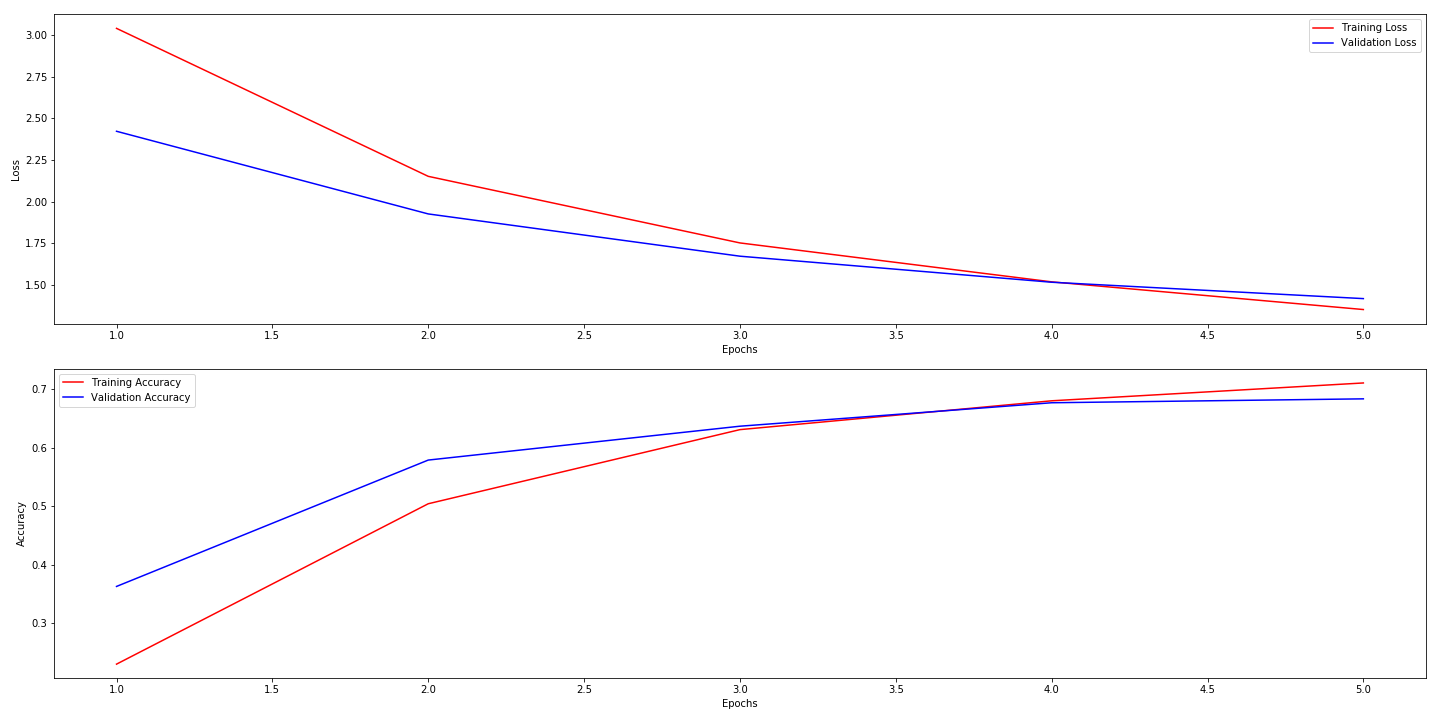 3.00
2.75
2.50
2.25
2.00
1.75
1.50
Loss
Training Loss
Validation Loss
1.0 1.5 2.0 2.5 3.0 3.5 4.0 4.5 5.0
Epochs
0.7
0.6
0.5
0.4
0.3
Accuracy
Training Accuracy
Validation Accuracy
1.0 1.5 2.0 2.5 3.0 3.5 4.0 4.5 5.0
Epochs